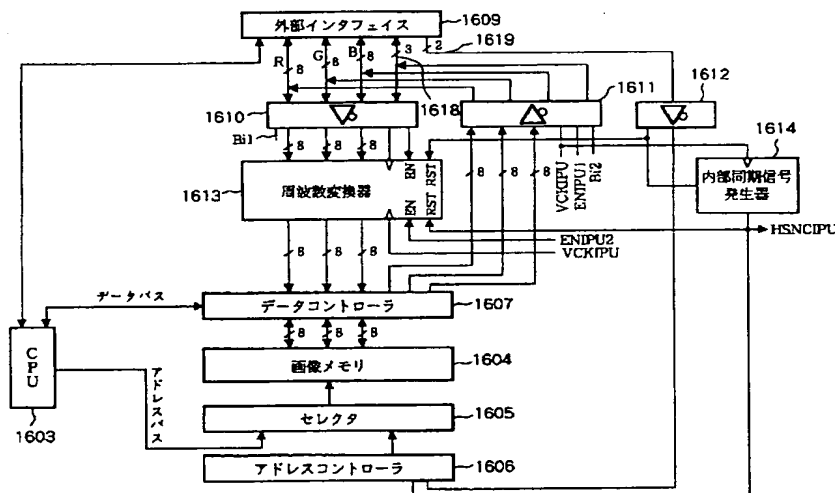 外部インタフェイス
1609
R
8
G
8
B
8
3
2
1619
1618
1610
Bi1
1611
1612
8
8
8
EN
RST
8
8
8
VCKIPU
ENIPU1
Bi2
1614
内部同期信号
発生器
1613
周波数変換器
EN
RST
HSNCIPU
ENIPU2
VCKIPU
8
8
8
データバス
データコントローラ
1607
8
8
8
CPU
1603
アドレスバス
画像メモリ
1604
セレクタ
1605
アドレスコントローラ
1606